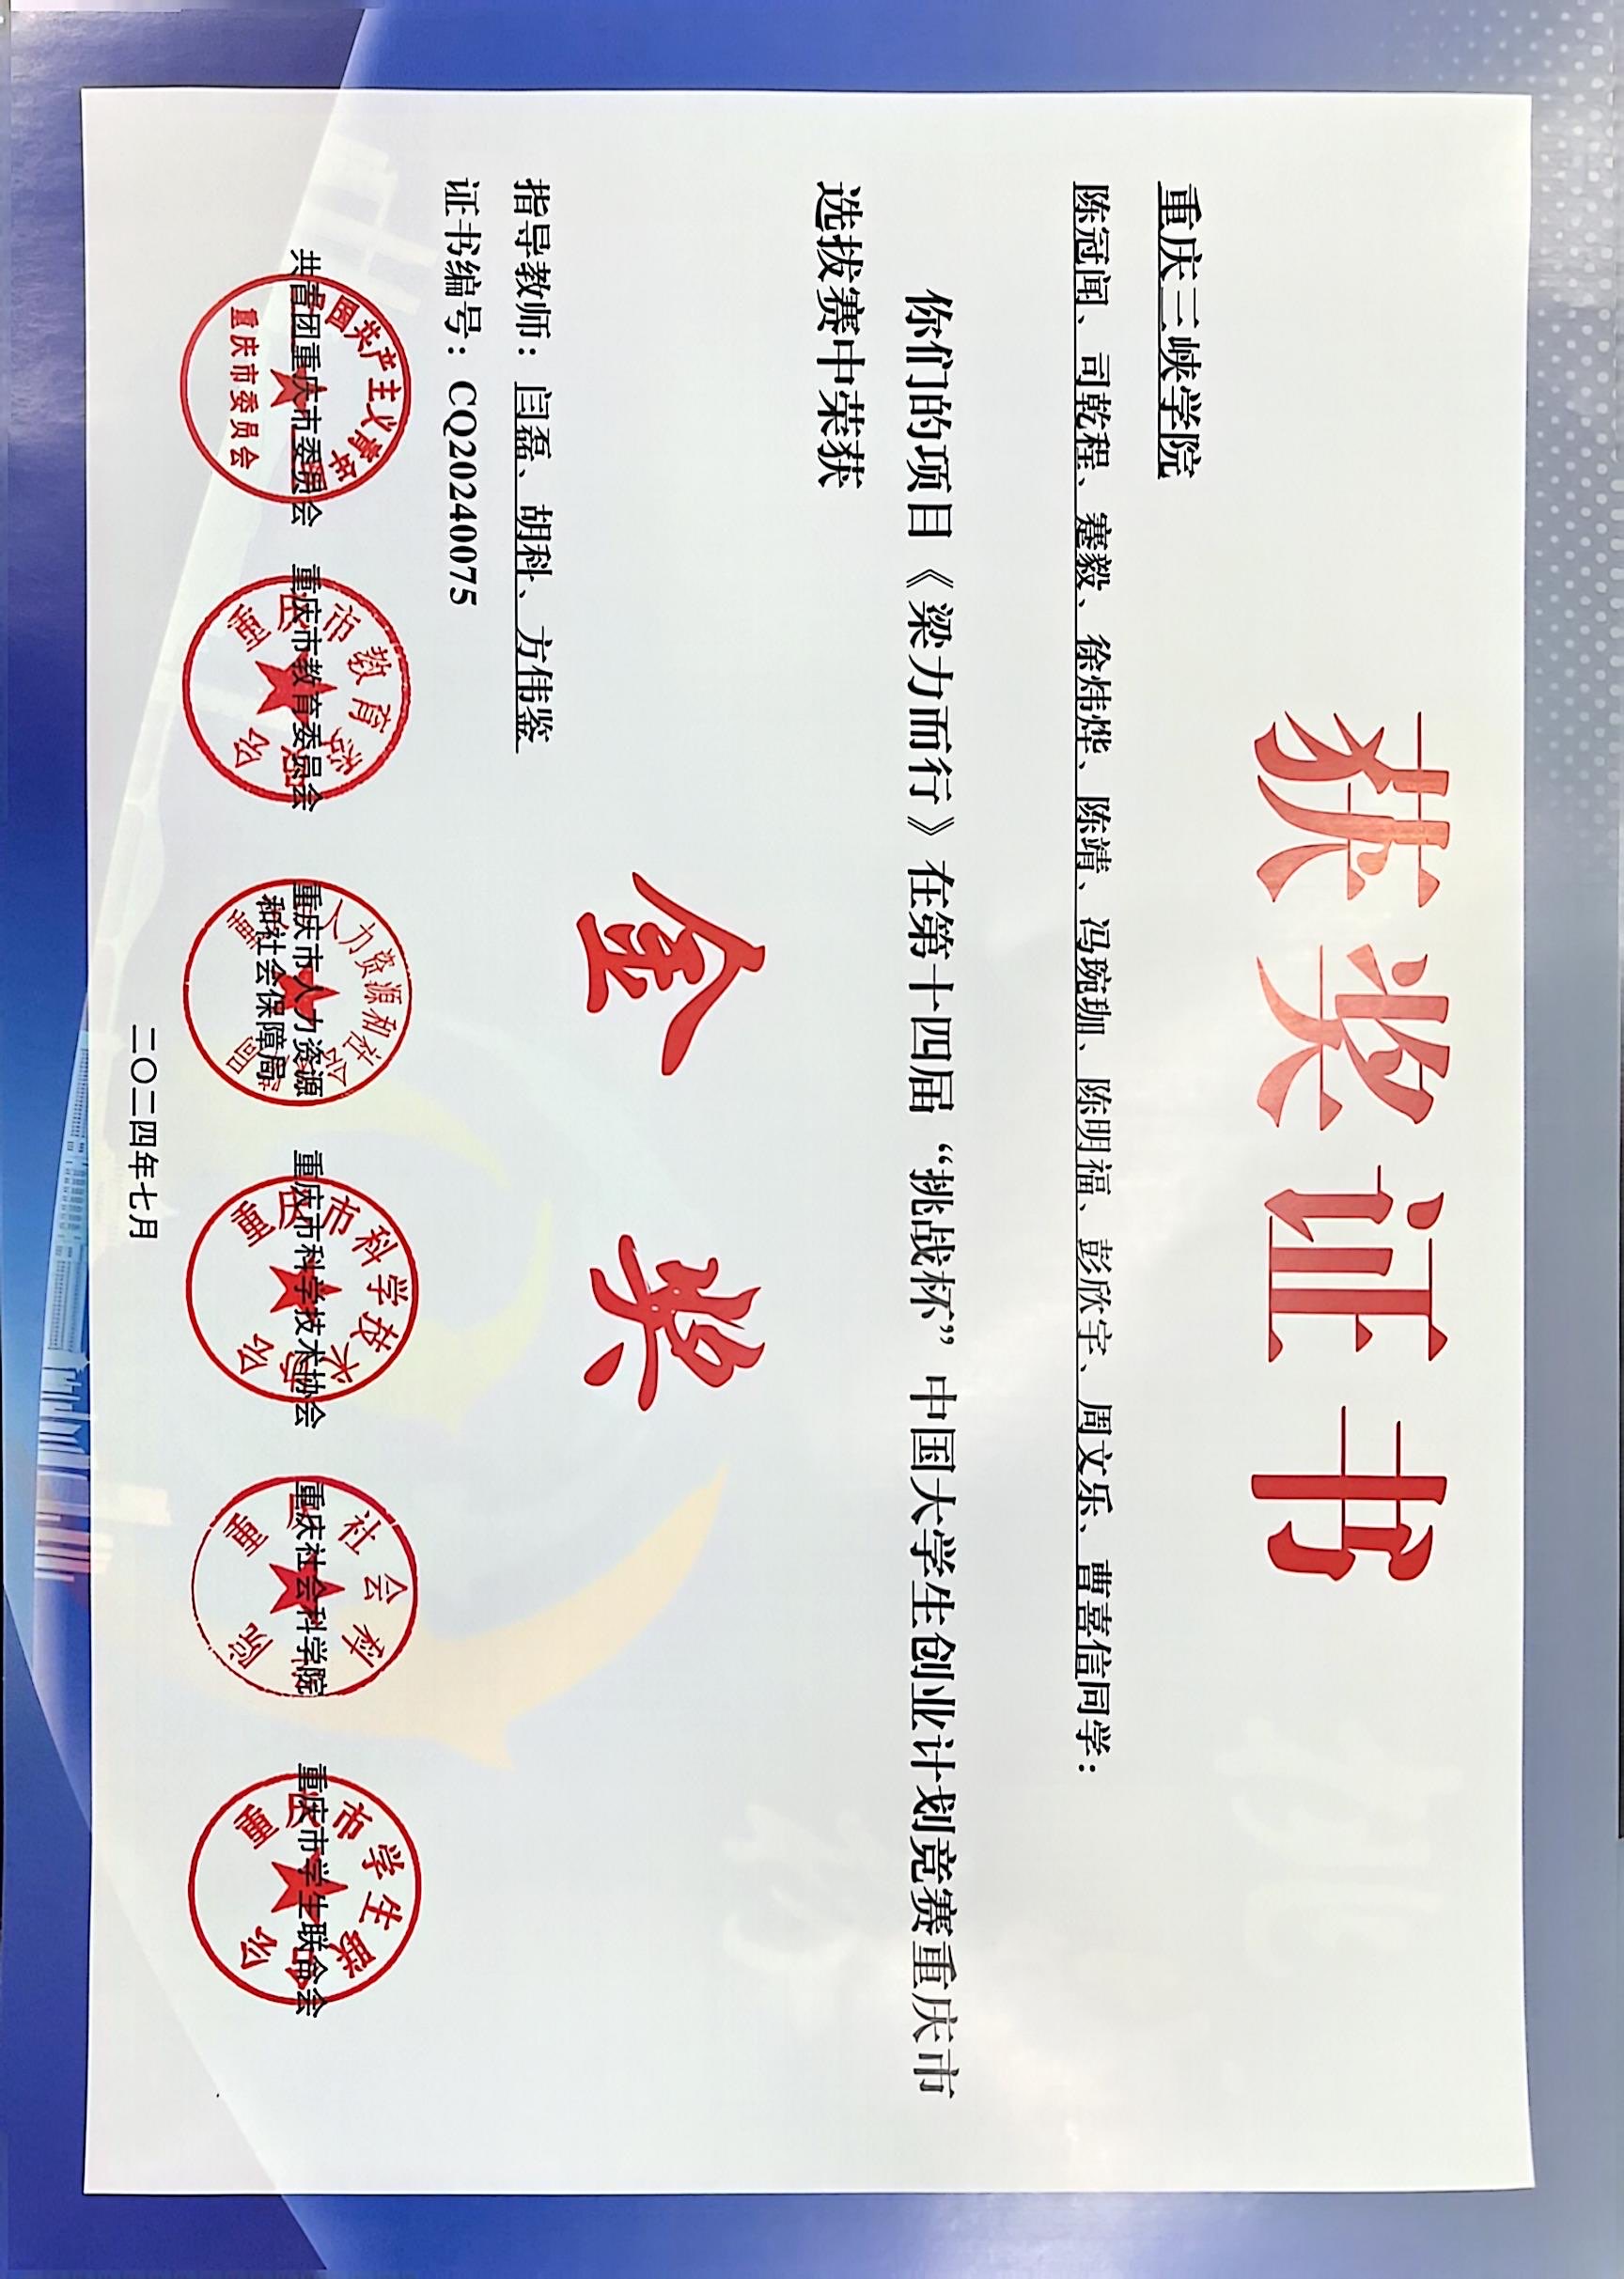 获奖证书
重庆三峡学院
陈冠闻、司乾程、蹇毅、徐炜烨、陈靖、冯琬珈、陈明福、彭欣宇、周文乐、曹喜信同学：
你们的项目《梁力而行》在第十四届“挑战杯”中国大学生创业计划竞赛重庆市
选拔赛中荣获
金奖
指导教师：闫磊、胡科、方伟鉴
证书编号：CQ20240075
共青团重庆市委员会 重庆市教育委员会 重庆市人力资源 重庆市科学技术协会 重庆社会科学院 重庆市学生联合会
和社会保障局
二〇二四年七月